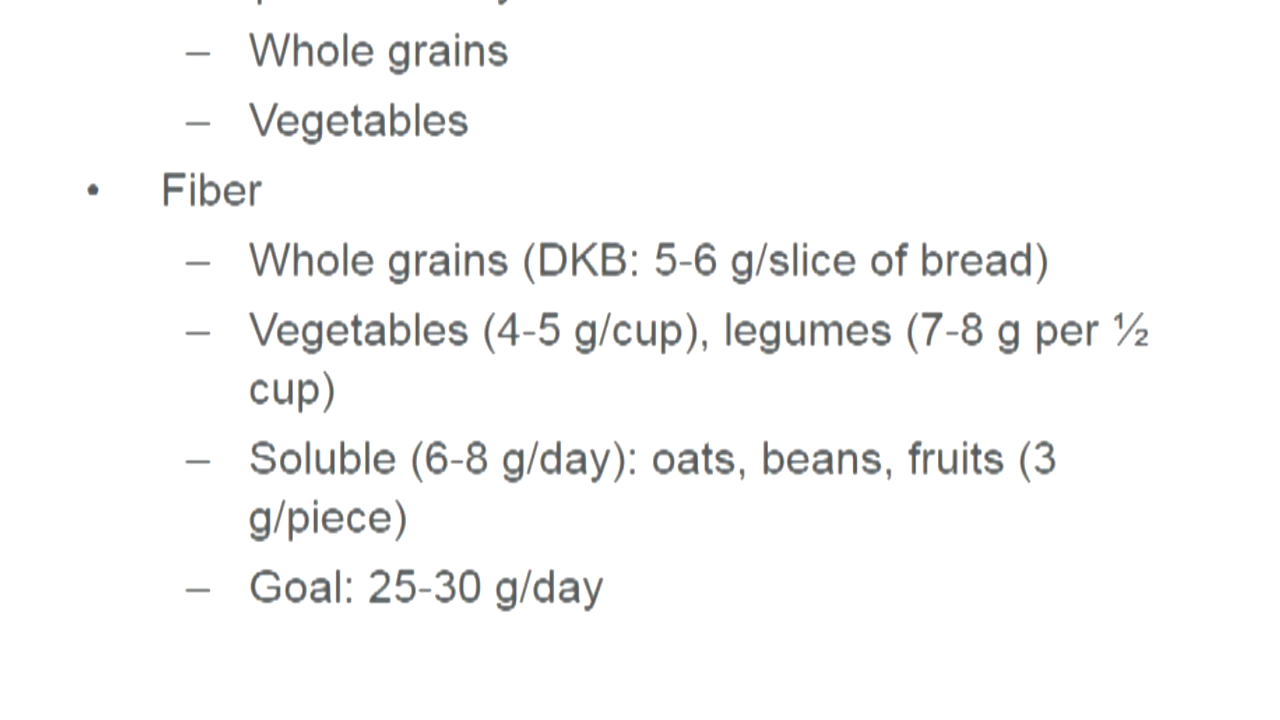 – Whole grains
– Vegetables
• Fiber
– Whole grains (DKB: 5-6 g/slice of bread)
– Vegetables (4-5 g/cup), legumes (7-8 g per ½
cup)
– Soluble (6-8 g/day): oats, beans, fruits (3
g/piece)
– Goal: 25-30 g/day